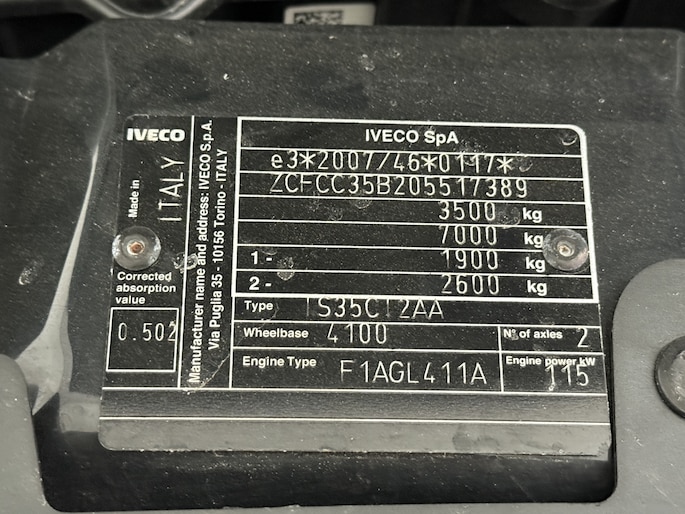 IVECO
Made in ITALY
Corrected
absorption
value
0.502
Manufacturer name and address: IVECO S.p.A.
Via Puglia 35 - 10156 Torino - ITALY
IVECO SpA
e3*2007/46*0117*
ZCFCC35B205517389
3500 kg
7000 kg
1 - 1900 kg
2 - 2600 kg
Type IS35CI2AA
Wheelbase 4100 N° of axles 2
Engine Type F1AGL411A Engine power kW 115